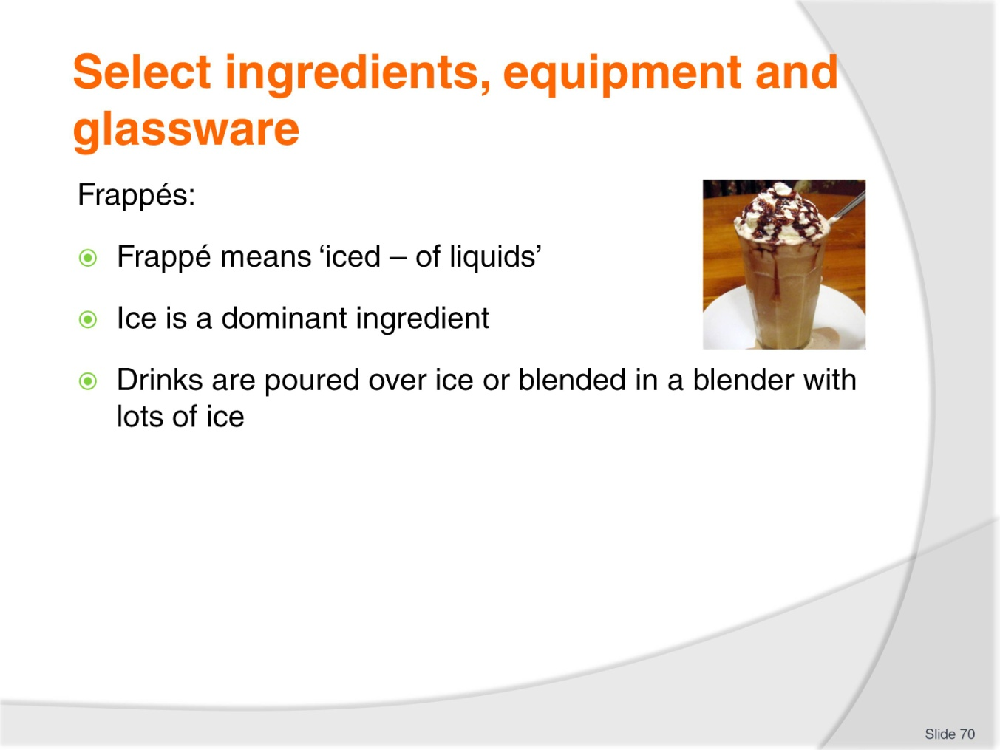 Select ingredients, equipment and
glassware
Frappés:
Frappé means ‘iced – of liquids’
Ice is a dominant ingredient
Drinks are poured over ice or blended in a blender with
lots of ice
Slide 70